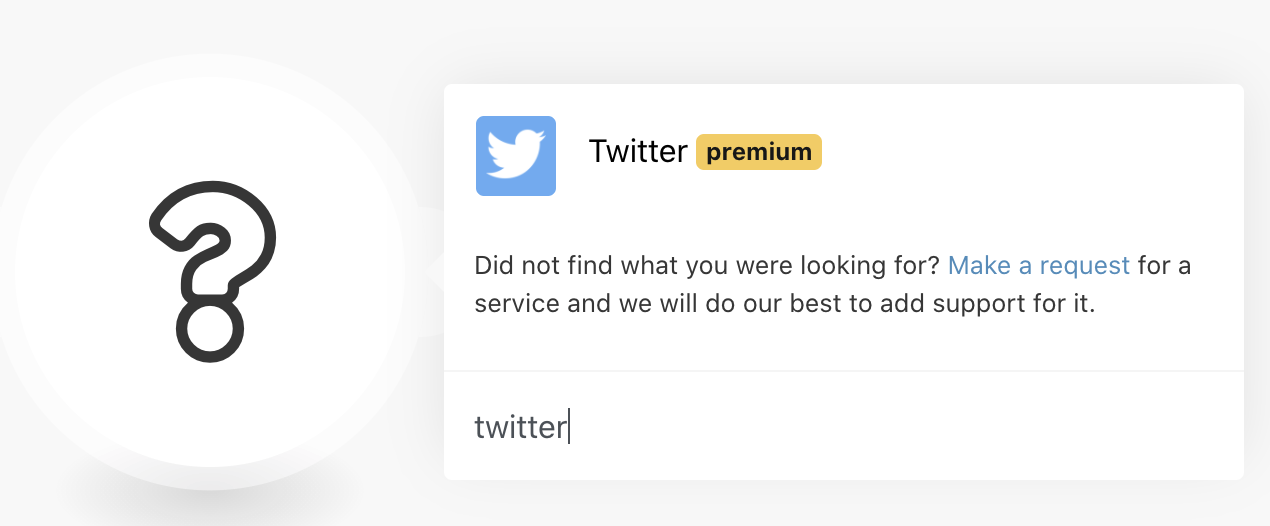 Twitter premium
Did not find what you were looking for? Make a request for a
service and we will do our best to add support for it.
twitter